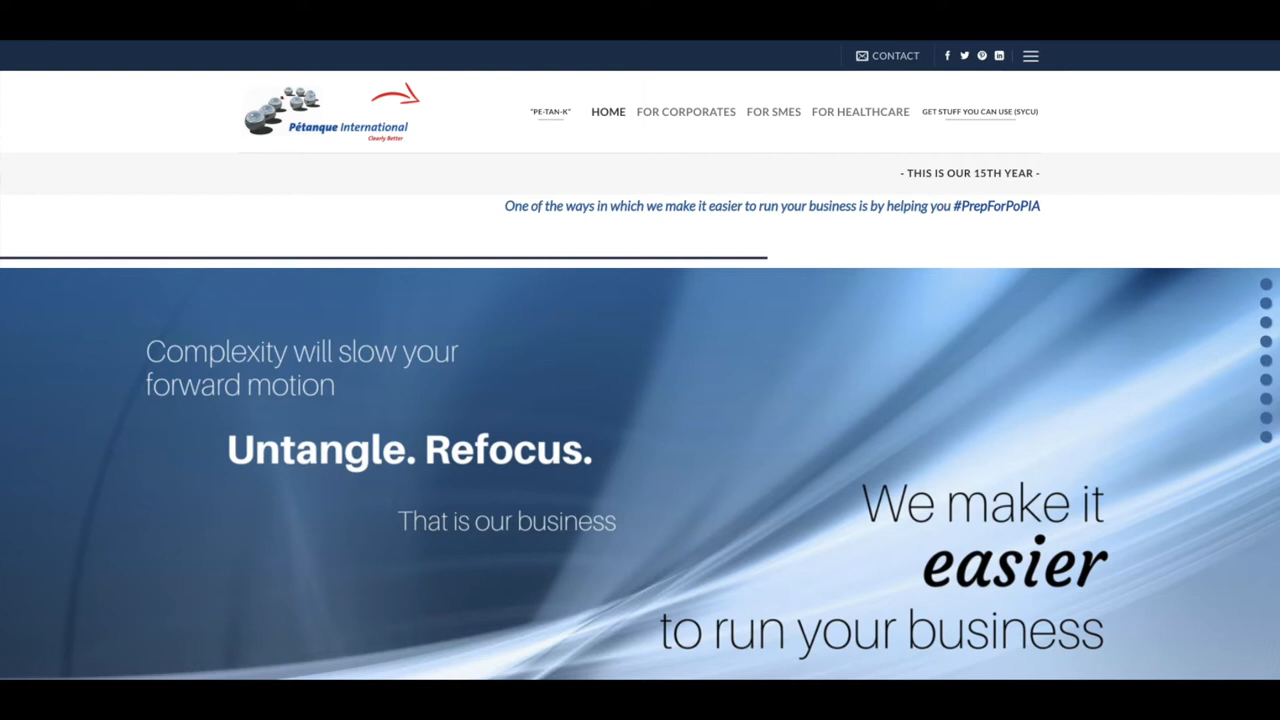 CONTACT
"PE-TAN-K" HOME FOR CORPORATES FOR SMES FOR HEALTHCARE GET STUFF YOU CAN USE (SYCU)
Pétanque International
Clearly Better
- THIS IS OUR 15TH YEAR -
One of the ways in which we make it easier to run your business is by helping you #PrepForPoPIA
Complexity will slow your
forward motion
Untangle. Refocus.
That is our business
We make it
easier
to run your business